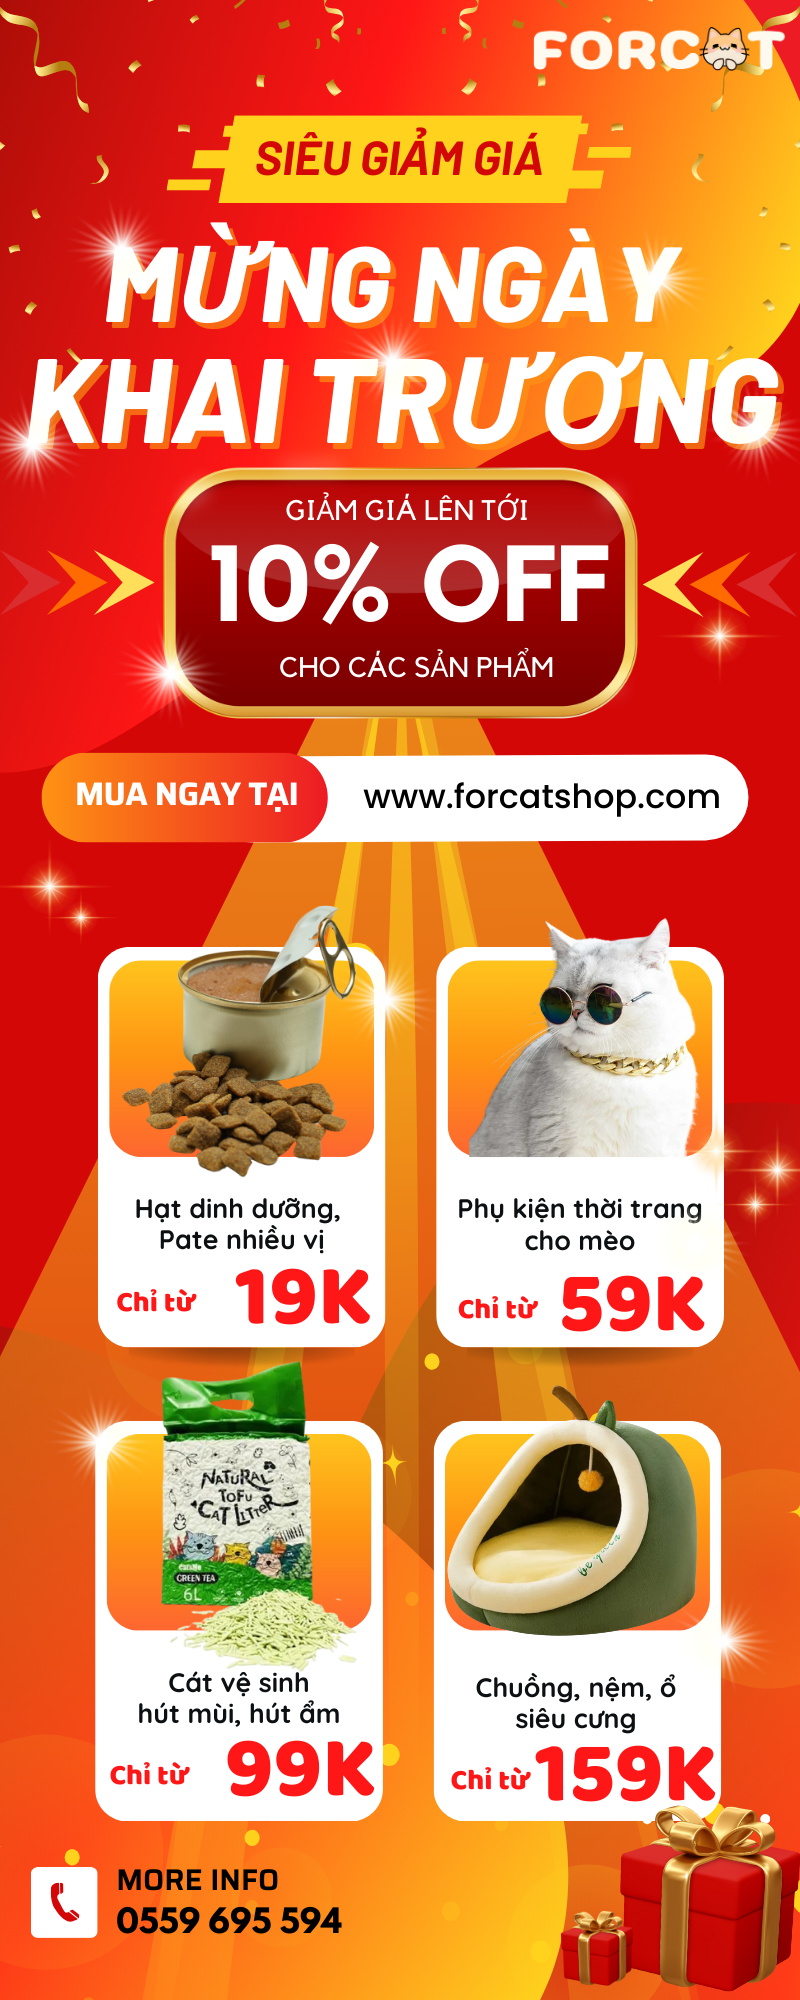 FORCAT
SIÊU GIẢM GIÁ
MỪNG NGÀY
KHAI TRƯƠNG
GIẢM GIÁ LÊN TỚI
10% OFF
CHO CÁC SẢN PHẨM
MUA NGAY TẠI
www.forcatshop.com
Hạt dinh dưỡng,
Pate nhiều vị
Chỉ từ 19K
Phụ kiện thời trang
cho mèo
Chỉ từ 59K
NATURAL
TOFU
CAT LITTER
GREEN TEA
6L
Cát vệ sinh
hút mùi, hút ẩm
Chỉ từ 99K
be green
Chuồng, nệm, ổ
siêu cưng
Chỉ từ 159K
MORE INFO
0559 695 594